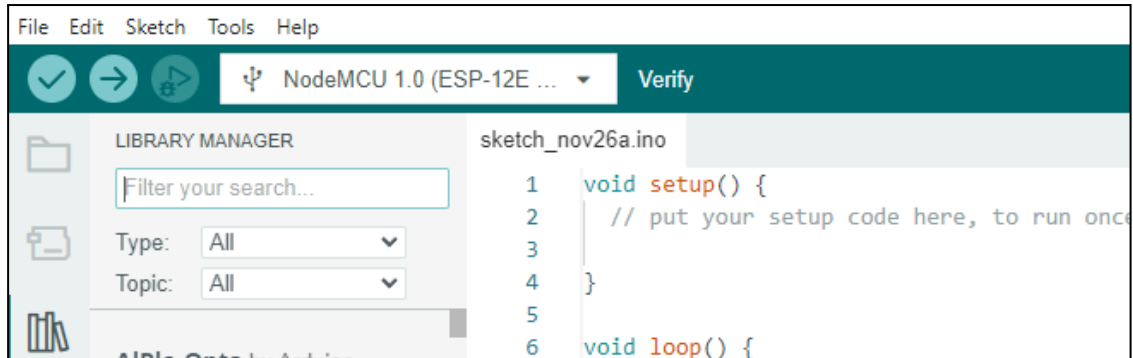 File Edit Sketch Tools Help
NodeMCU 1.0 (ESP-12E ... Verify
LIBRARY MANAGER
Filter your search...
Type: All
Topic: All
by Arduino
sketch_nov26a.ino
1 void setup() {
2 // put your setup code here, to run once
3
4 }
5
6 void loop() {